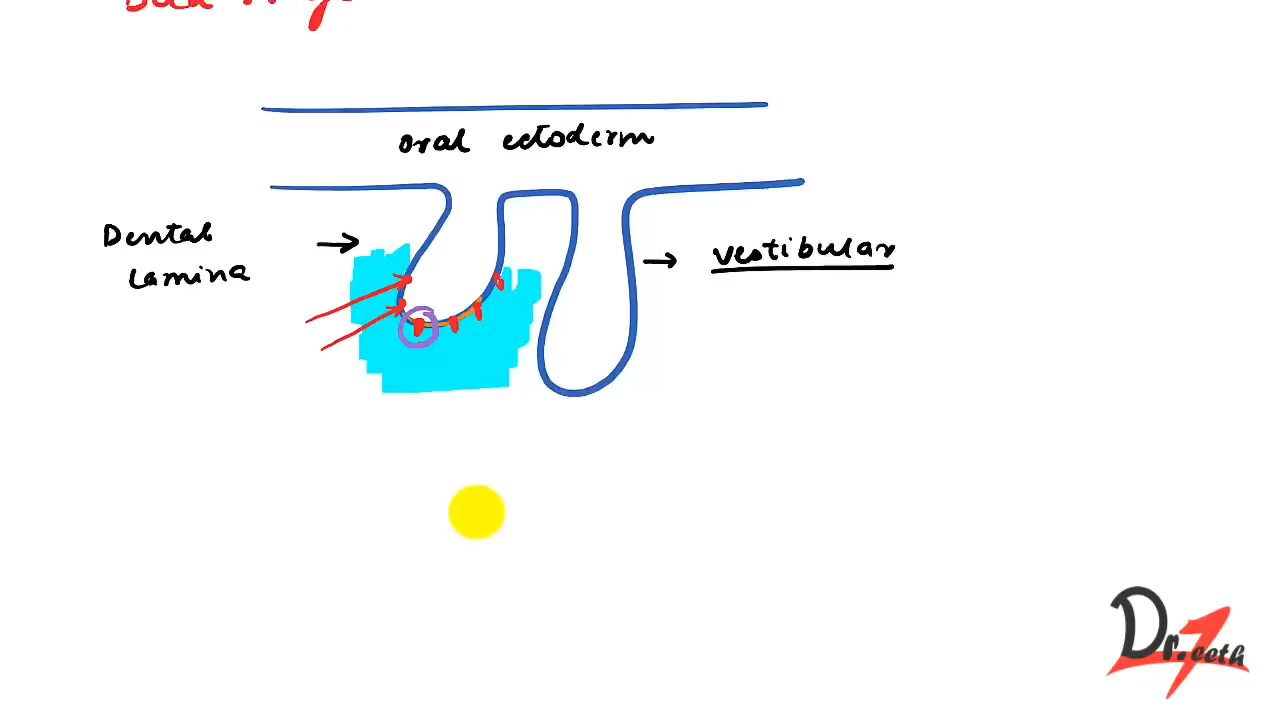 oral ectoderm
Dental
Lamina
vestibular
Dr.Teeth